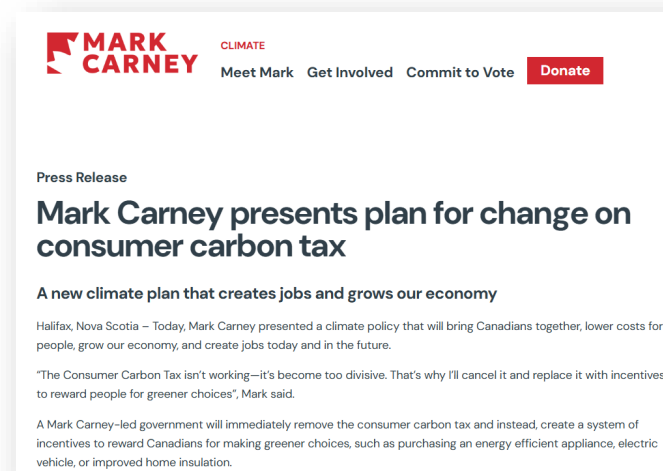 MARK
CARNEY
CLIMATE
Meet Mark Get Involved Commit to Vote Donate
Press Release
Mark Carney presents plan for change on
consumer carbon tax
A new climate plan that creates jobs and grows our economy
Halifax, Nova Scotia – Today, Mark Carney presented a climate policy that will bring Canadians together, lower costs for
people, grow our economy, and create jobs today and in the future.
“The Consumer Carbon Tax isn’t working—it’s become too divisive. That’s why I’ll cancel it and replace it with incentives
to reward people for greener choices”, Mark said.
A Mark Carney-led government will immediately remove the consumer carbon tax and instead, create a system of
incentives to reward Canadians for making greener choices, such as purchasing an energy efficient appliance, electric
vehicle, or improved home insulation.